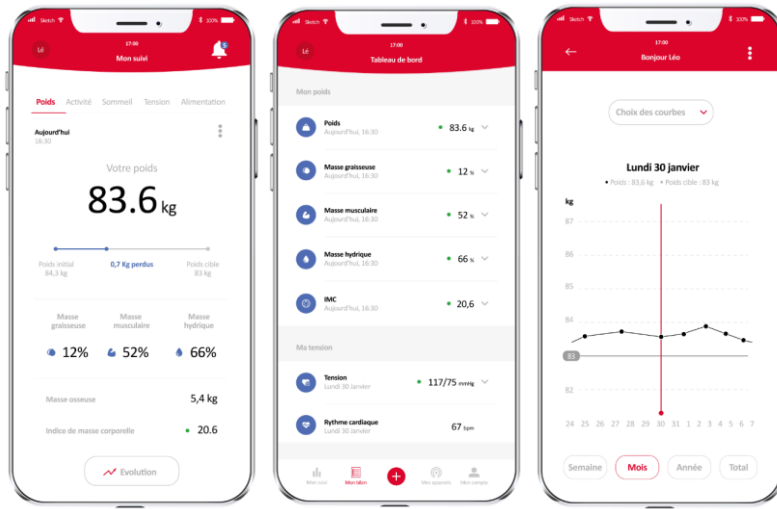 Sketch
100%
17:00
Lé
Mon suivi
5
Poids Activité Sommeil Tension Alimentation
Aujourd'hui
16:30
Votre poids
83.6 kg
Poids initial
84,3 kg
0,7 Kg perdus
Poids cible
83 kg
Masse graisseuse
Masse musculaire
Masse hydrique
12% 52% 66%
Masse osseuse 5,4 kg
Indice de masse corporelle 20.6
Evolution
Sketch
100%
17:00
Lé
Tableau de bord
Mon poids
Poids
Aujourd'hui, 16:30
83.6 kg
Masse graisseuse
Aujourd'hui, 16:30
12 %
Masse musculaire
Aujourd'hui, 16:30
52 %
Masse hydrique
Aujourd'hui, 16:30
66 %
IMC
Aujourd'hui, 16:30
20,6
Ma tension
Tension
Lundi 30 Janvier
117/75 mmHg
Rythme cardiaque
Lundi 30 Janvier
67 bpm
Mon suivi Mon bilan Mes appareils Mon compte
Sketch
100%
17:00
Bonjour Léo
Choix des courbes
Lundi 30 janvier
Poids : 83,6 kg Poids cible : 83 kg
kg
87
86
85
84
83
82
24 25 26 27 28 30 31 1 2 3 4 5 6 7
Semaine Mois Année Total